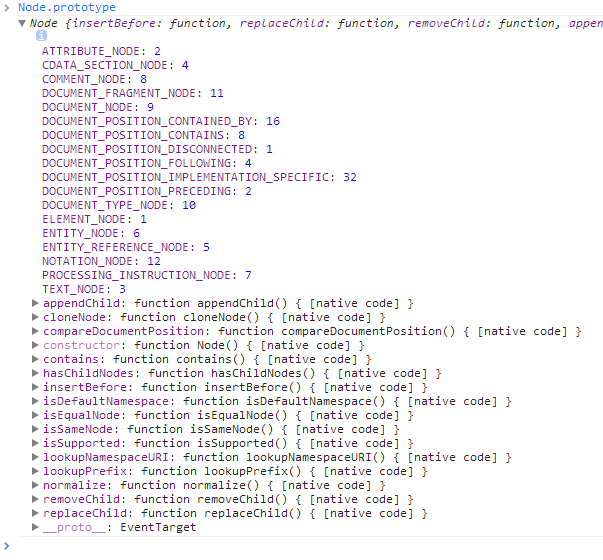 Node.prototype
Node {insertBefore: function, replaceChild: function, removeChild: function, appen
i
ATTRIBUTE_NODE: 2
CDATA_SECTION_NODE: 4
COMMENT_NODE: 8
DOCUMENT_FRAGMENT_NODE: 11
DOCUMENT_NODE: 9
DOCUMENT_POSITION_CONTAINED_BY: 16
DOCUMENT_POSITION_CONTAINS: 8
DOCUMENT_POSITION_DISCONNECTED: 1
DOCUMENT_POSITION_FOLLOWING: 4
DOCUMENT_POSITION_IMPLEMENTATION_SPECIFIC: 32
DOCUMENT_POSITION_PRECEDING: 2
DOCUMENT_TYPE_NODE: 10
ELEMENT_NODE: 1
ENTITY_NODE: 6
ENTITY_REFERENCE_NODE: 5
NOTATION_NODE: 12
PROCESSING_INSTRUCTION_NODE: 7
TEXT_NODE: 3
appendChild: function appendChild() { [native code] }
cloneNode: function cloneNode() { [native code] }
compareDocumentPosition: function compareDocumentPosition() { [native code] }
constructor: function Node() { [native code] }
contains: function contains() { [native code] }
hasChildNodes: function hasChildNodes() { [native code] }
insertBefore: function insertBefore() { [native code] }
isDefaultNamespace: function isDefaultNamespace() { [native code] }
isEqualNode: function isEqualNode() { [native code] }
isSameNode: function isSameNode() { [native code] }
isSupported: function isSupported() { [native code] }
lookupNamespaceURI: function lookupNamespaceURI() { [native code] }
lookupPrefix: function lookupPrefix() { [native code] }
normalize: function normalize() { [native code] }
removeChild: function removeChild() { [native code] }
replaceChild: function replaceChild() { [native code] }
__proto__: EventTarget